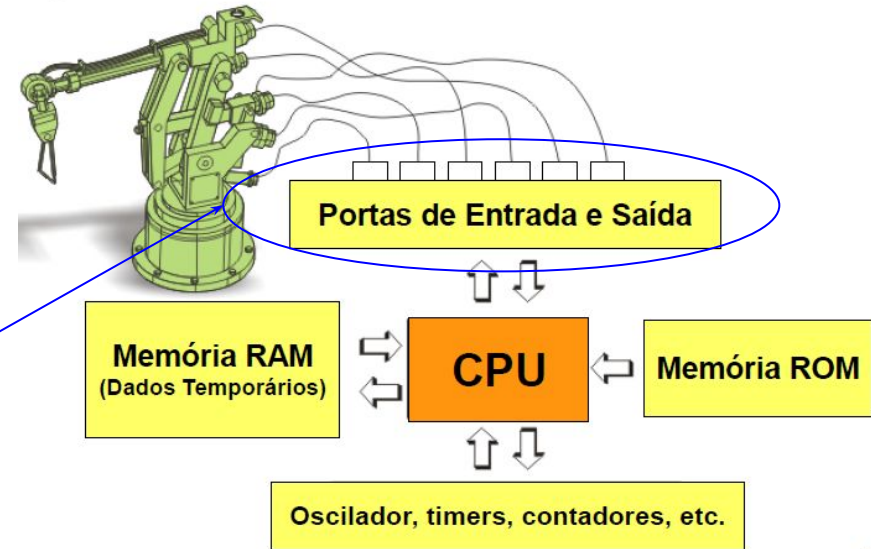 Portas de Entrada e Saída
Memória RAM
(Dados Temporários)
CPU
Memória ROM
Oscilador, timers, contadores, etc.